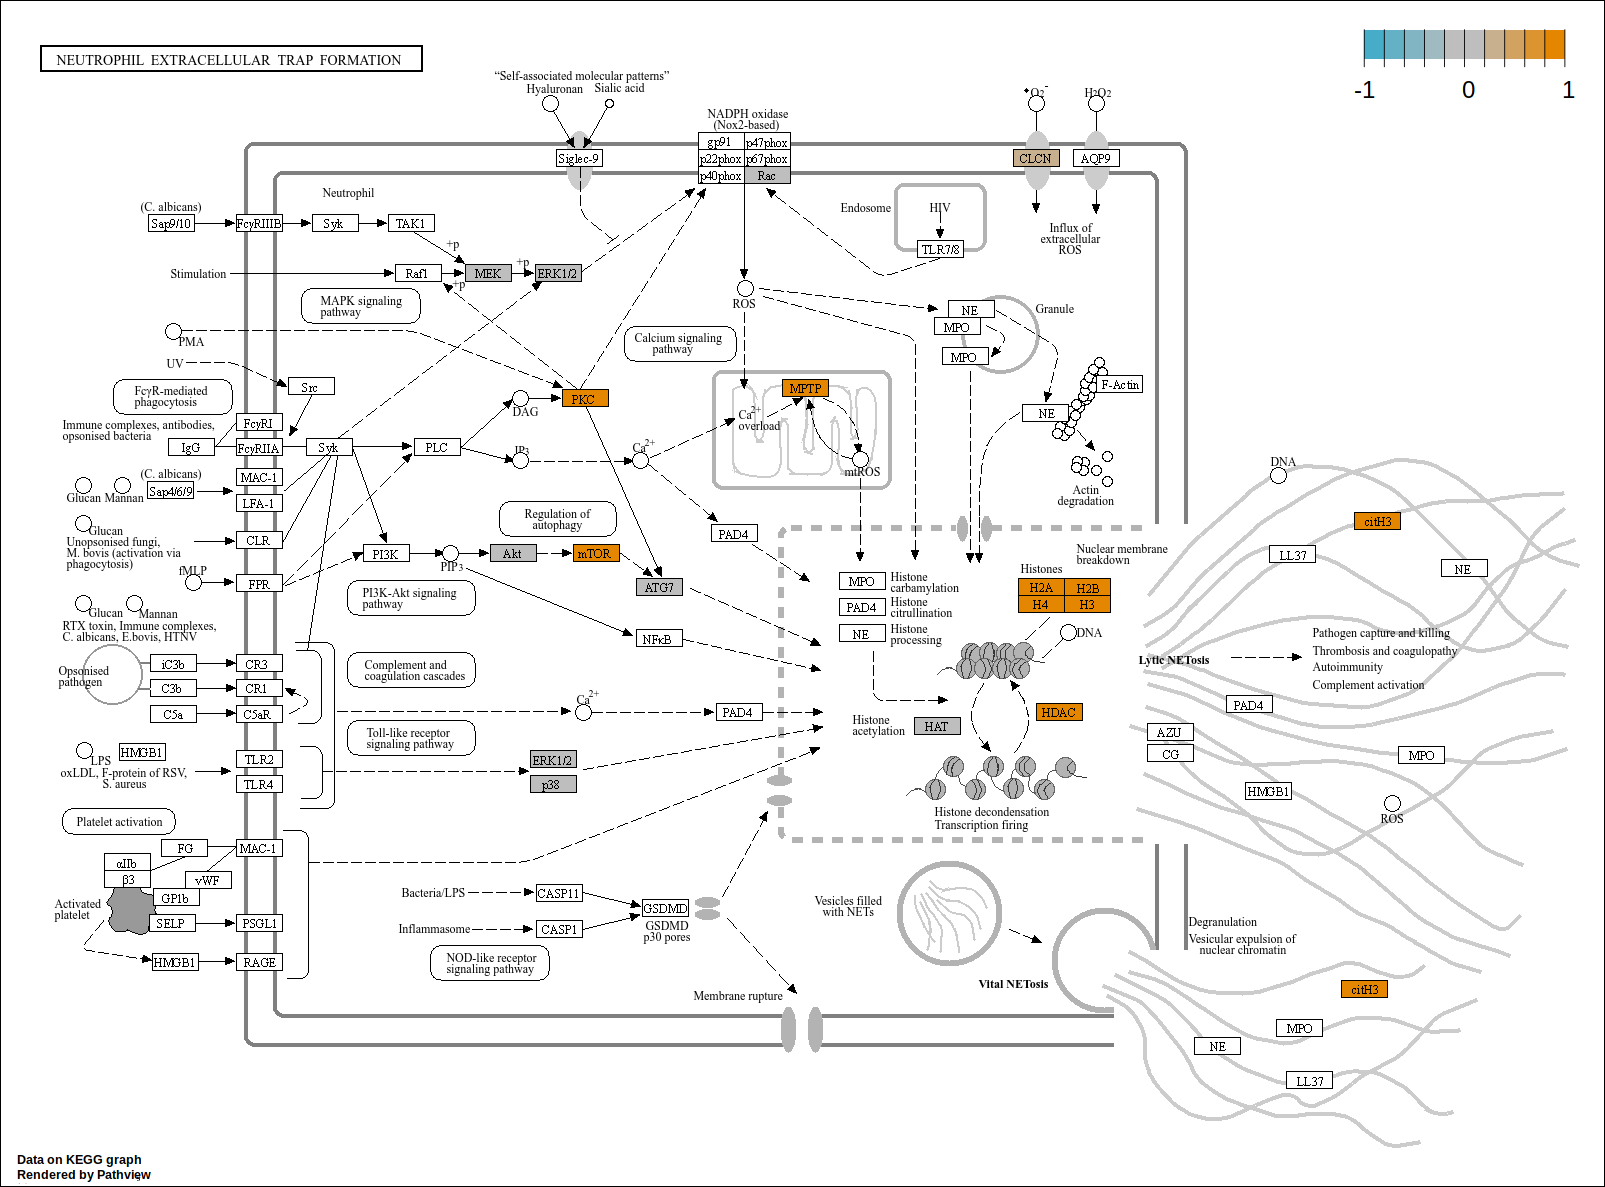 NEUTROPHIL EXTRACELLULAR TRAP FORMATION
-1
0
1
“Self-associated molecular patterns”
Hyaluronan
Sialic acid
Siglec-9
NADPH oxidase
(Nox2-based)
gp91
p47phox
p22phox
p67phox
p40phox
Rac
•O2-
H2O2
CLCN
AQP9
Influx of
extracellular
ROS
Neutrophil
(C. albicans)
Sap9/10
FcγRIIIB
Syk
TAK1
+p
Stimulation
Raf1
MEK
+p
ERK1/2
+p
MAPK signaling
pathway
Endosome
HIV
TLR7/8
ROS
PMA
UV
Src
FcγR-mediated
phagocytosis
Calcium signaling
pathway
NE
MPO
MPO
Granule
Immune complexes, antibodies,
opsonised bacteria
FcγRI
IgG
FcγRIIA
Syk
PLC
DAG
PKC
IP3
Ca2+
Ca2+
overload
MPTP
mtROS
NE
F-Actin
Actin
degradation
(C. albicans)
MAC-1
Glucan
Mannan
Sap4/6/9
LFA-1
Glucan
Unopsonised fungi,
M. bovis (activation via
phagocytosis)
CLR
fMLP
FPR
Regulation of
autophagy
PI3K
PIP3
Akt
mTOR
ATG7
PAD4
PI3K-Akt signaling
pathway
NFκB
Glucan
Mannan
RTX toxin, Immune complexes,
C. albicans, E.bovis, HTNV
Opsonised
pathogen
iC3b
CR3
C3b
CR1
C5a
C5aR
Complement and
coagulation cascades
Ca2+
PAD4
Toll-like receptor
signaling pathway
LPS
HMGB1
oxLDL, F-protein of RSV,
S. aureus
TLR2
TLR4
ERK1/2
p38
Nuclear membrane
breakdown
MPO
Histone
carbamylation
PAD4
Histone
citrullination
NE
Histone
processing
Histones
H2A
H2B
H4
H3
DNA
Histone
acetylation
HAT
HDAC
Histone decondensation
Transcription firing
DNA
citH3
LL37
NE
Lytic NETosis
Pathogen capture and killing
Thrombosis and coagulopathy
Autoimmunity
Complement activation
PAD4
AZU
CG
MPO
HMGB1
ROS
Platelet activation
FG
MAC-1
αIIb
β3
vWF
GP1b
Activated
platelet
SELP
PSGL1
HMGB1
RAGE
Bacteria/LPS
CASP11
Inflammasome
CASP1
GSDMD
GSDMD
p30 pores
NOD-like receptor
signaling pathway
Membrane rupture
Vesicles filled
with NETs
Vital NETosis
Degranulation
Vesicular expulsion of
nuclear chromatin
citH3
MPO
NE
LL37
Data on KEGG graph
Rendered by Pathview